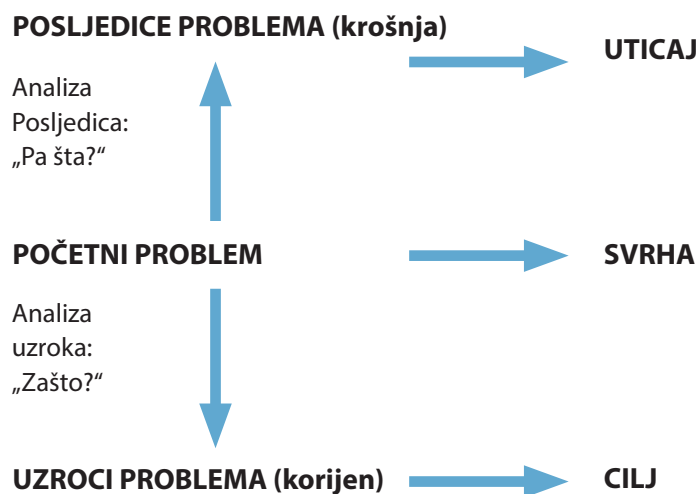 POSLJEDICE PROBLEMA (krošnja)
UTICAJ
Analiza
Posljedica:
„Pa šta?“
POČETNI PROBLEM
SVRHA
Analiza
uzroka:
„Zašto?“
UZROCI PROBLEMA (korijen)
CILJ